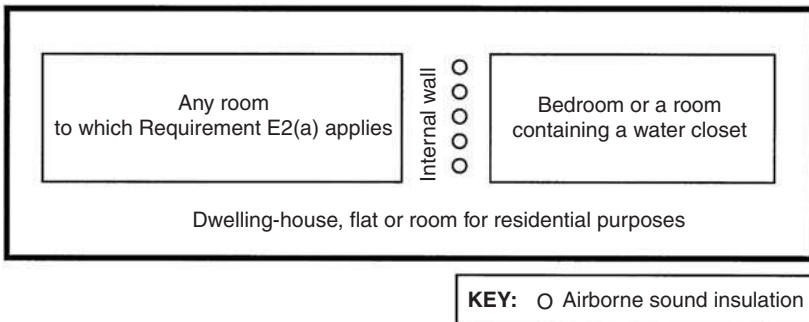 Any room
to which Requirement E2(a) applies
Internal wall
Bedroom or a room
containing a water closet
Dwelling-house, flat or room for residential purposes
KEY: O Airborne sound insulation